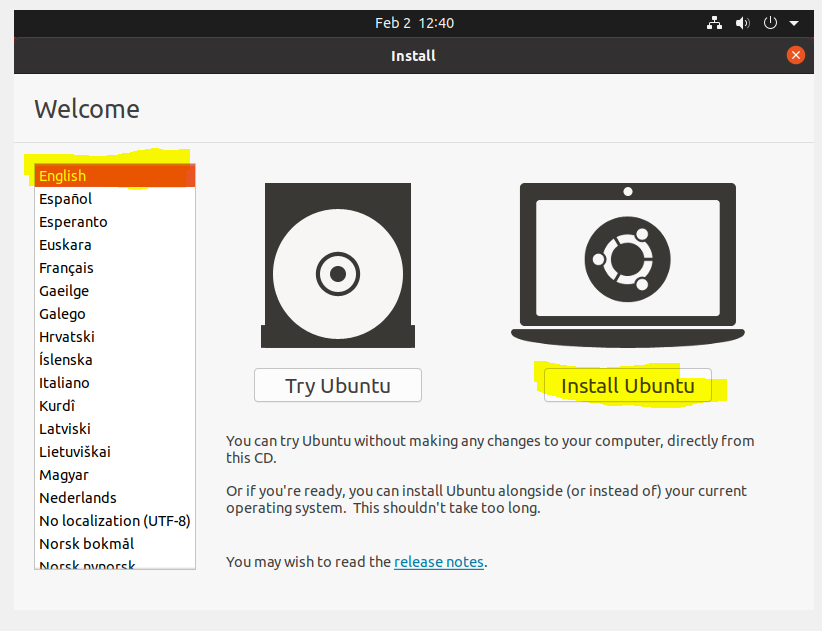 Feb 2 12:40
Install
Welcome
English
Español
Esperanto
Euskara
Français
Gaeilge
Galego
Hrvatski
Íslenska
Italiano
Kurdî
Latviski
Lietuviškai
Magyar
Nederlands
No localization (UTF-8)
Norsk bokmål
Norsk nynorsk
Try Ubuntu
Install Ubuntu
You can try Ubuntu without making any changes to your computer, directly from
this CD.
Or if you're ready, you can install Ubuntu alongside (or instead of) your current
operating system. This shouldn't take too long.
You may wish to read the release notes.